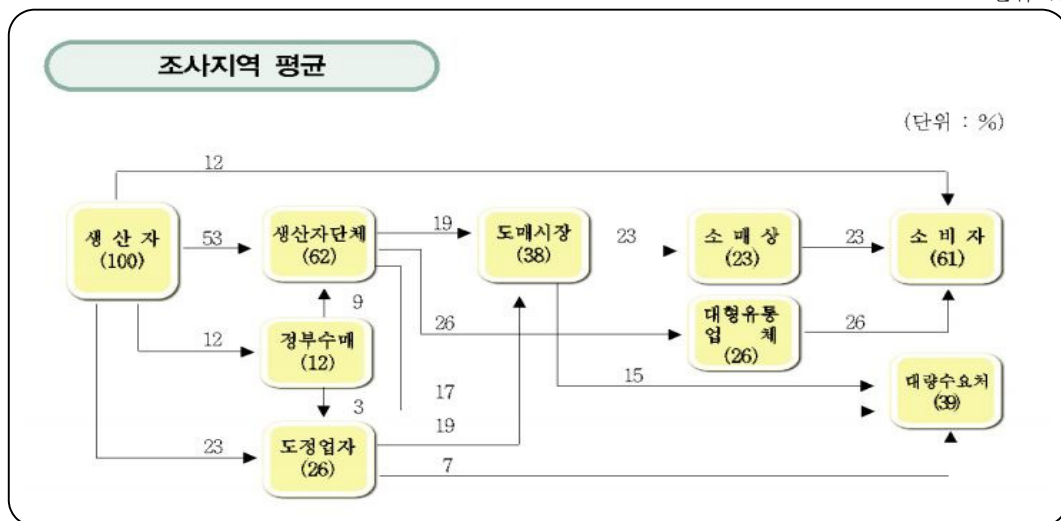 조사지역 평균
(단위 : %)
12
생 산 자
(100)
53
생산자단체
(62)
19
도매시장
(38)
23
소 매 상
(23)
23
소 비 자
(61)
9
12
정부수매
(12)
26
대형유통
업 체
(26)
26
3
17
15
대량수요처
(39)
23
도정업자
(26)
19
7